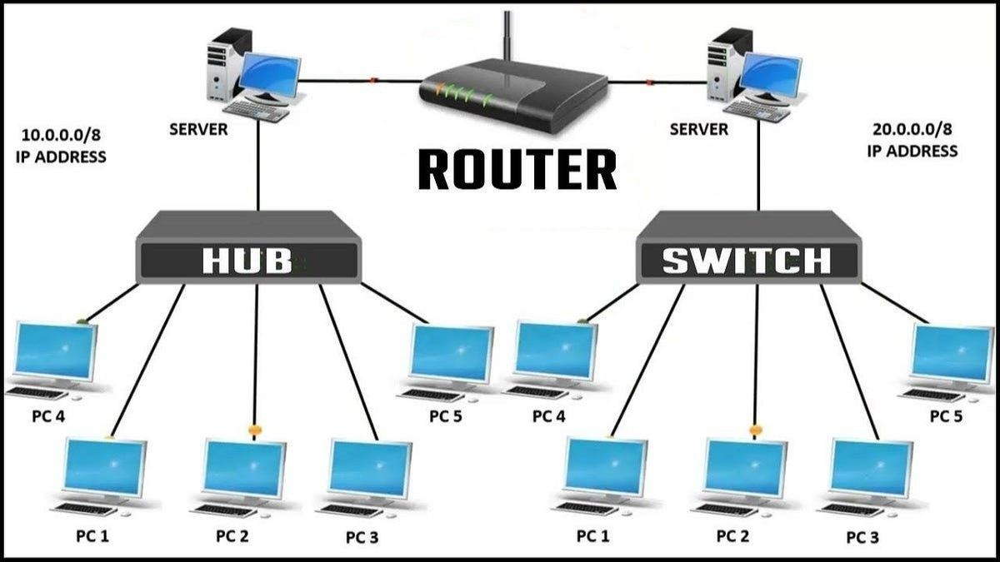 SERVER
SERVER
10.0.0.0/8
IP ADDRESS
20.0.0.0/8
IP ADDRESS
ROUTER
HUB
SWITCH
PC 4
PC 5
PC 4
PC 5
PC 1
PC 2
PC 3
PC 1
PC 2
PC 3